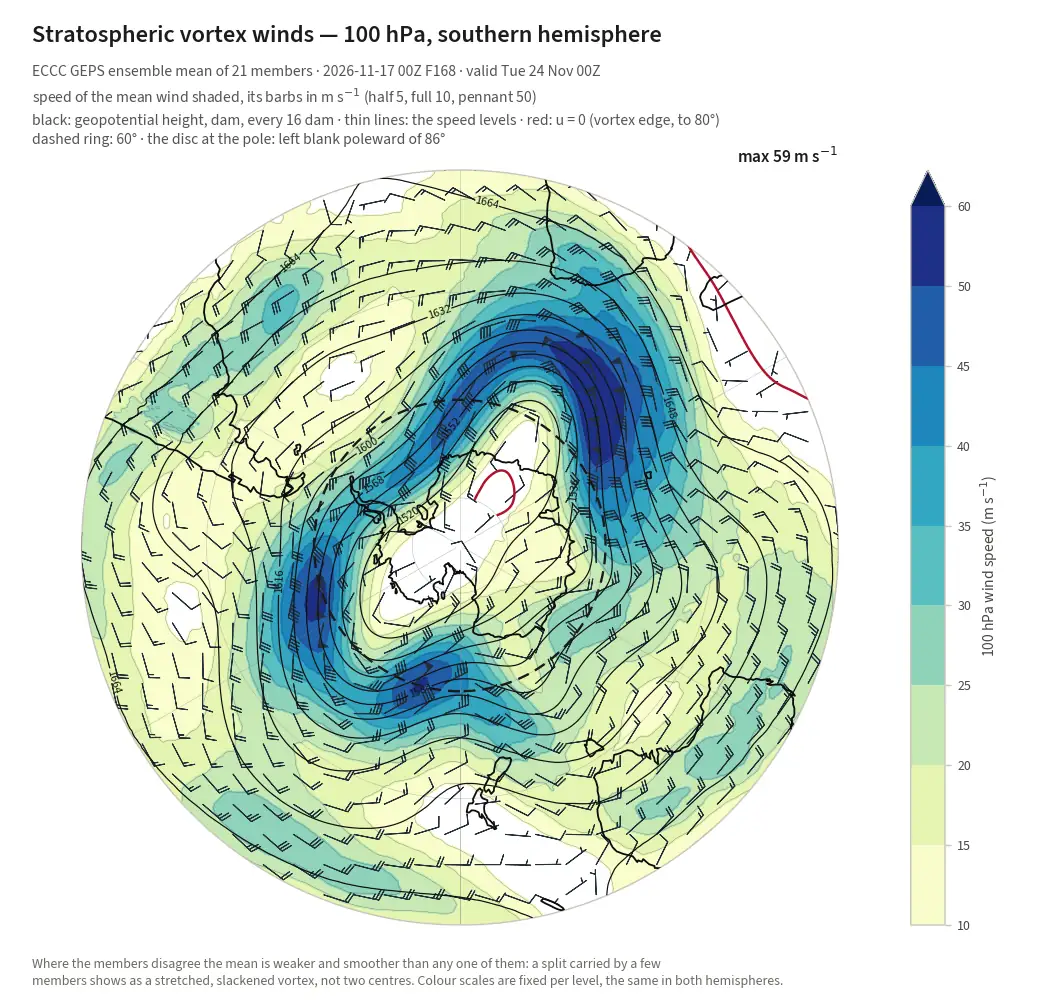 Stratospheric vortex winds — 100 hPa, southern hemisphere
ECCC GEPS ensemble mean of 21 members · 2026-11-17 00Z F168 · valid Tue 24 Nov 00Z
speed of the mean wind shaded, its barbs in m s⁻¹ (half 5, full 10, pennant 50)
black: geopotential height, dam, every 16 dam · thin lines: the speed levels · red: u = 0 (vortex edge, to 80°)
dashed ring: 60° · the disc at the pole: left blank poleward of 86°
max 59 m s⁻¹
1664
1664
1632
1648
1552
1600
1568
1520
1616
1664
60
50
45
40
35
30
25
20
15
10
100 hPa wind speed (m s⁻¹)
Where the members disagree the mean is weaker and smoother than any one of them: a split carried by a few
members shows as a stretched, slackened vortex, not two centres. Colour scales are fixed per level, the same in both hemispheres.